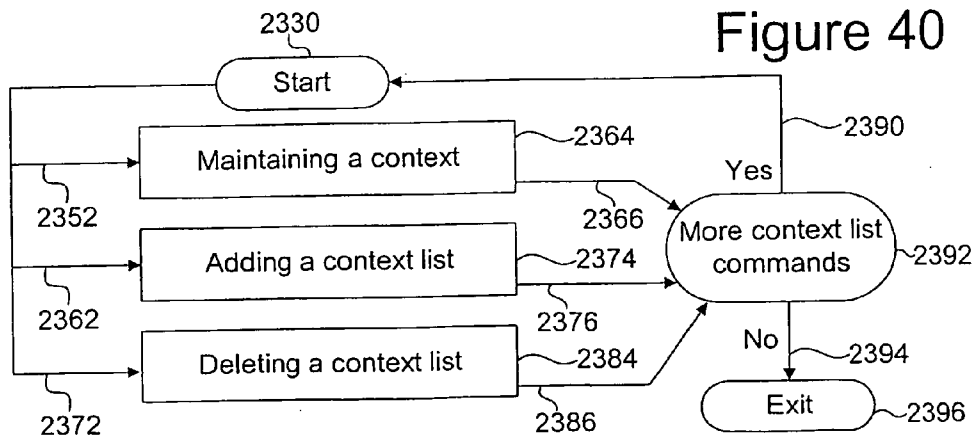 Figure 40
2330
Start
2390
Maintaining a context
2364
Yes
2352
2366
More context list
commands
2392
Adding a context list
2374
2362
2376
No
2394
Deleting a context list
2384
2372
2386
Exit
2396